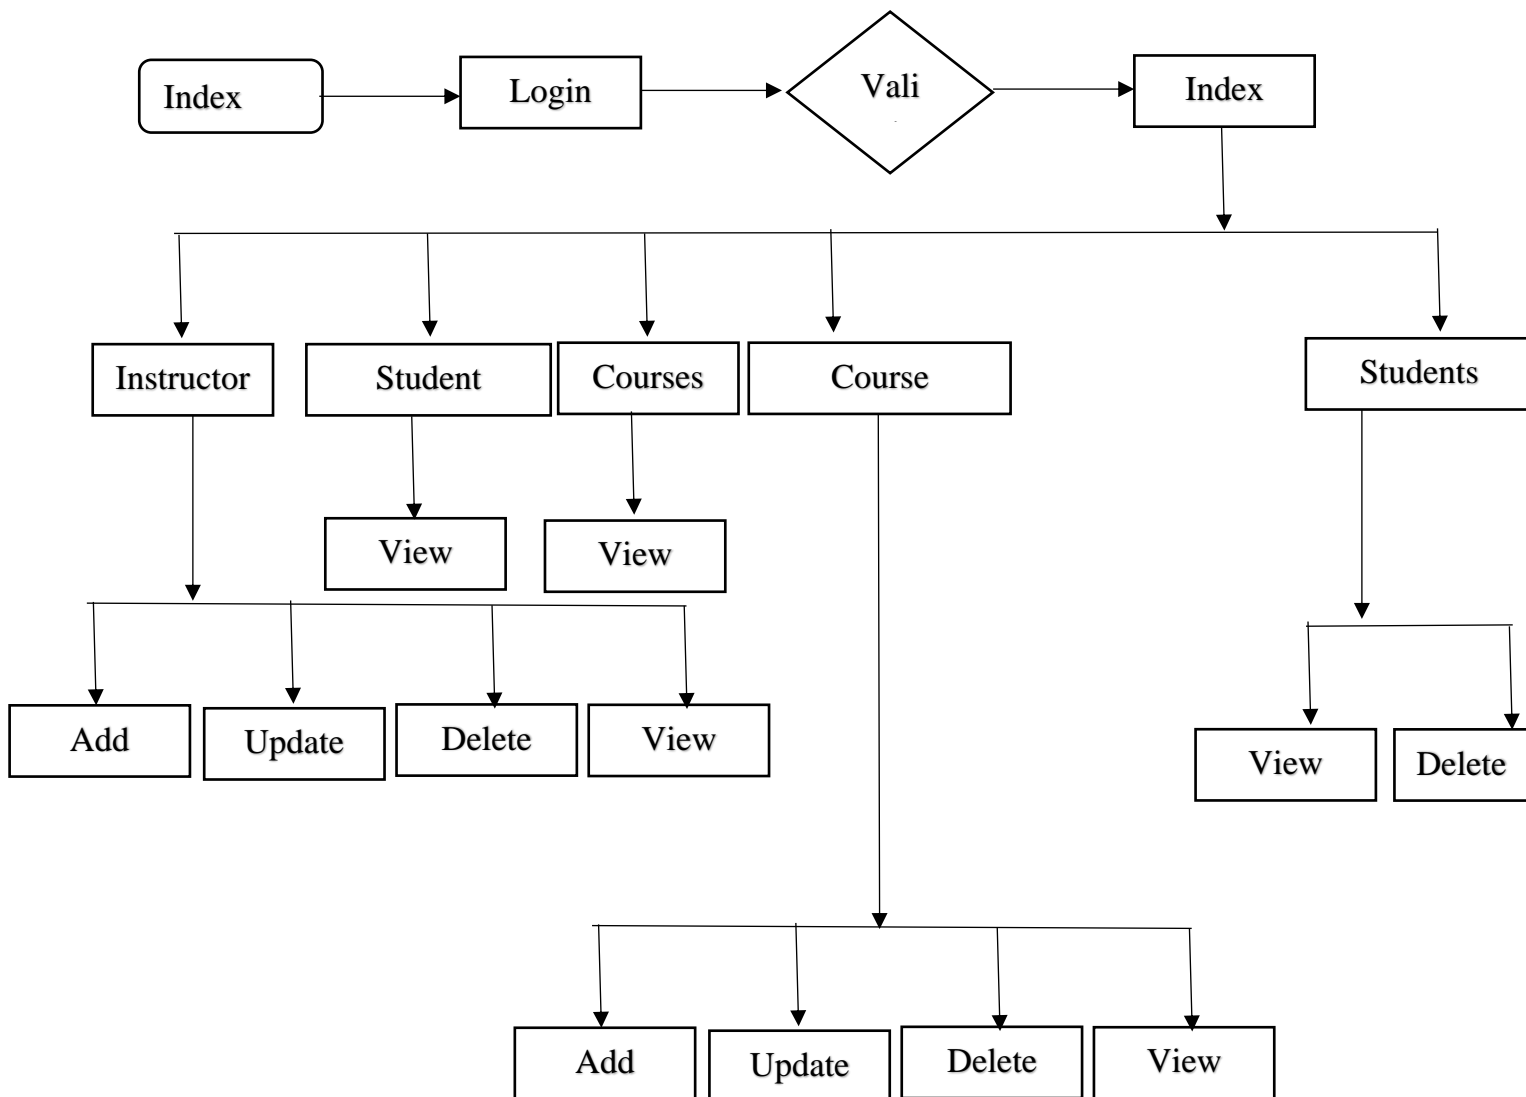 Index
Login
Vali
Index
Instructor
Student
Courses
Course
Students
View
View
Add
Update
Delete
View
View
Delete
Add
Update
Delete
View